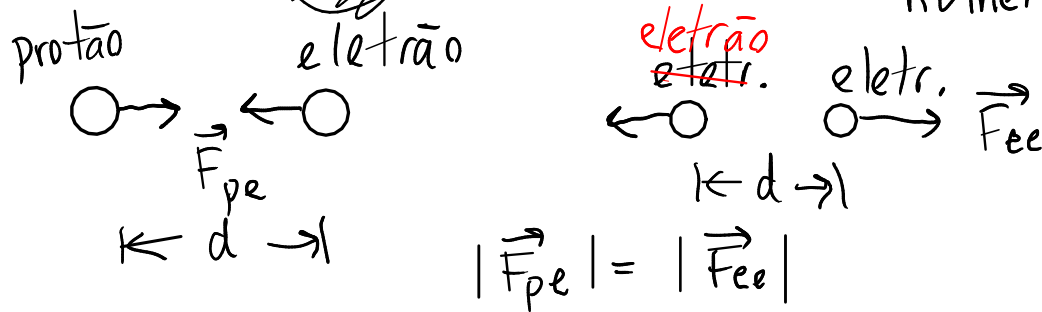 protão
eletrão
F pe
d
eletrão
eletr.
eletr.
F ee
d
|F pe| = |F ee|